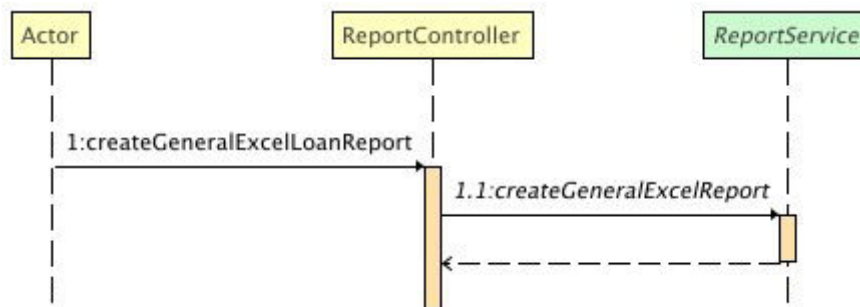 Actor
ReportController
ReportService
1:createGeneralExcelLoanReport
1.1:createGeneralExcelReport